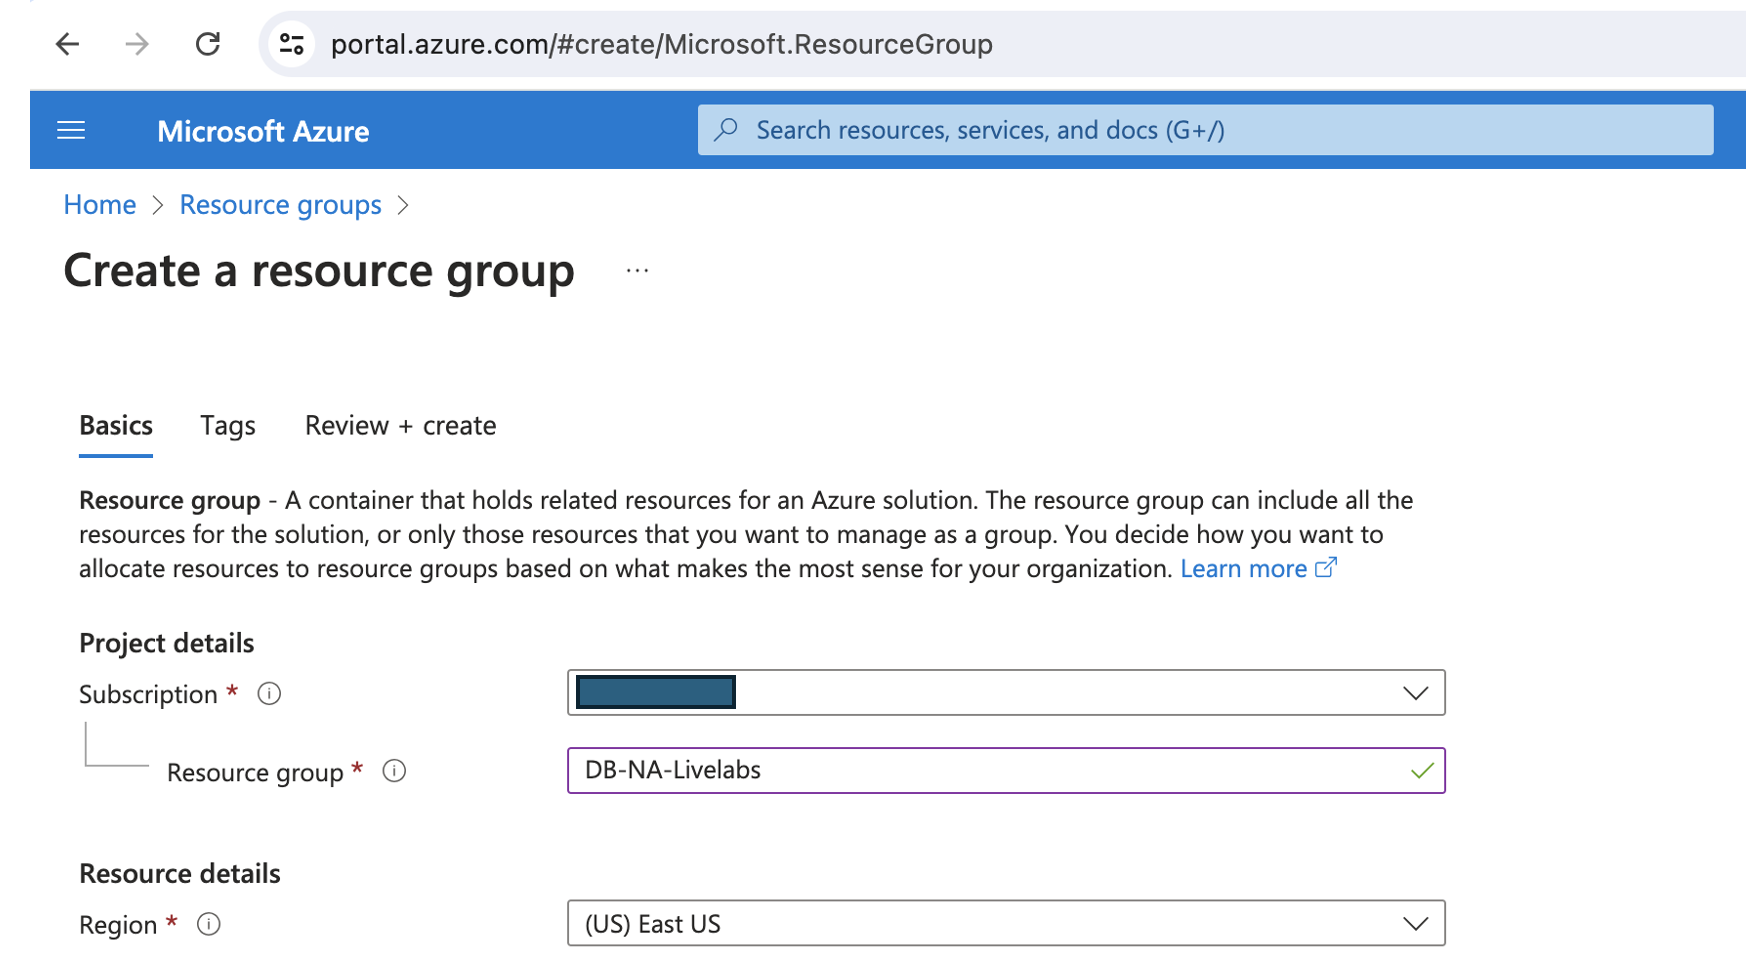 portal.azure.com/#create/Microsoft.ResourceGroup
Microsoft Azure
Search resources, services, and docs (G+/)
Home > Resource groups >
Create a resource group ...
Basics Tags Review + create
Resource group - A container that holds related resources for an Azure solution. The resource group can include all the
resources for the solution, or only those resources that you want to manage as a group. You decide how you want to
allocate resources to resource groups based on what makes the most sense for your organization. Learn more
Project details
Subscription *
Resource group *
DB-NA-Livelabs
Resource details
Region *
(US) East US